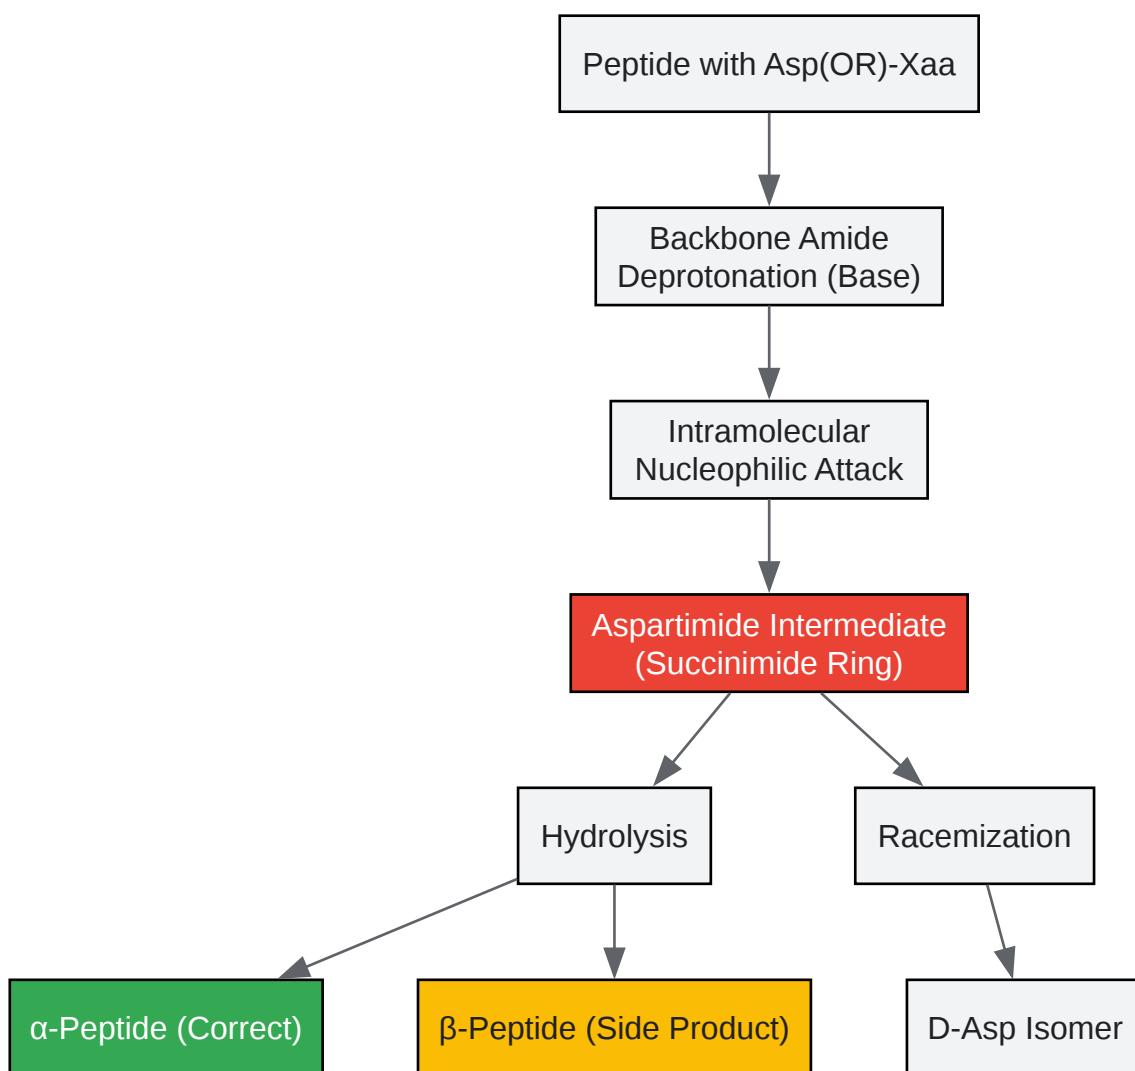 Peptide with Asp(OR)-Xaa
Backbone Amide
Deprotonation (Base)
Intramolecular
Nucleophilic Attack
Aspartimide Intermediate
(Succinimide Ring)
Hydrolysis
Racemization
α-Peptide (Correct)
β-Peptide (Side Product)
D-Asp Isomer